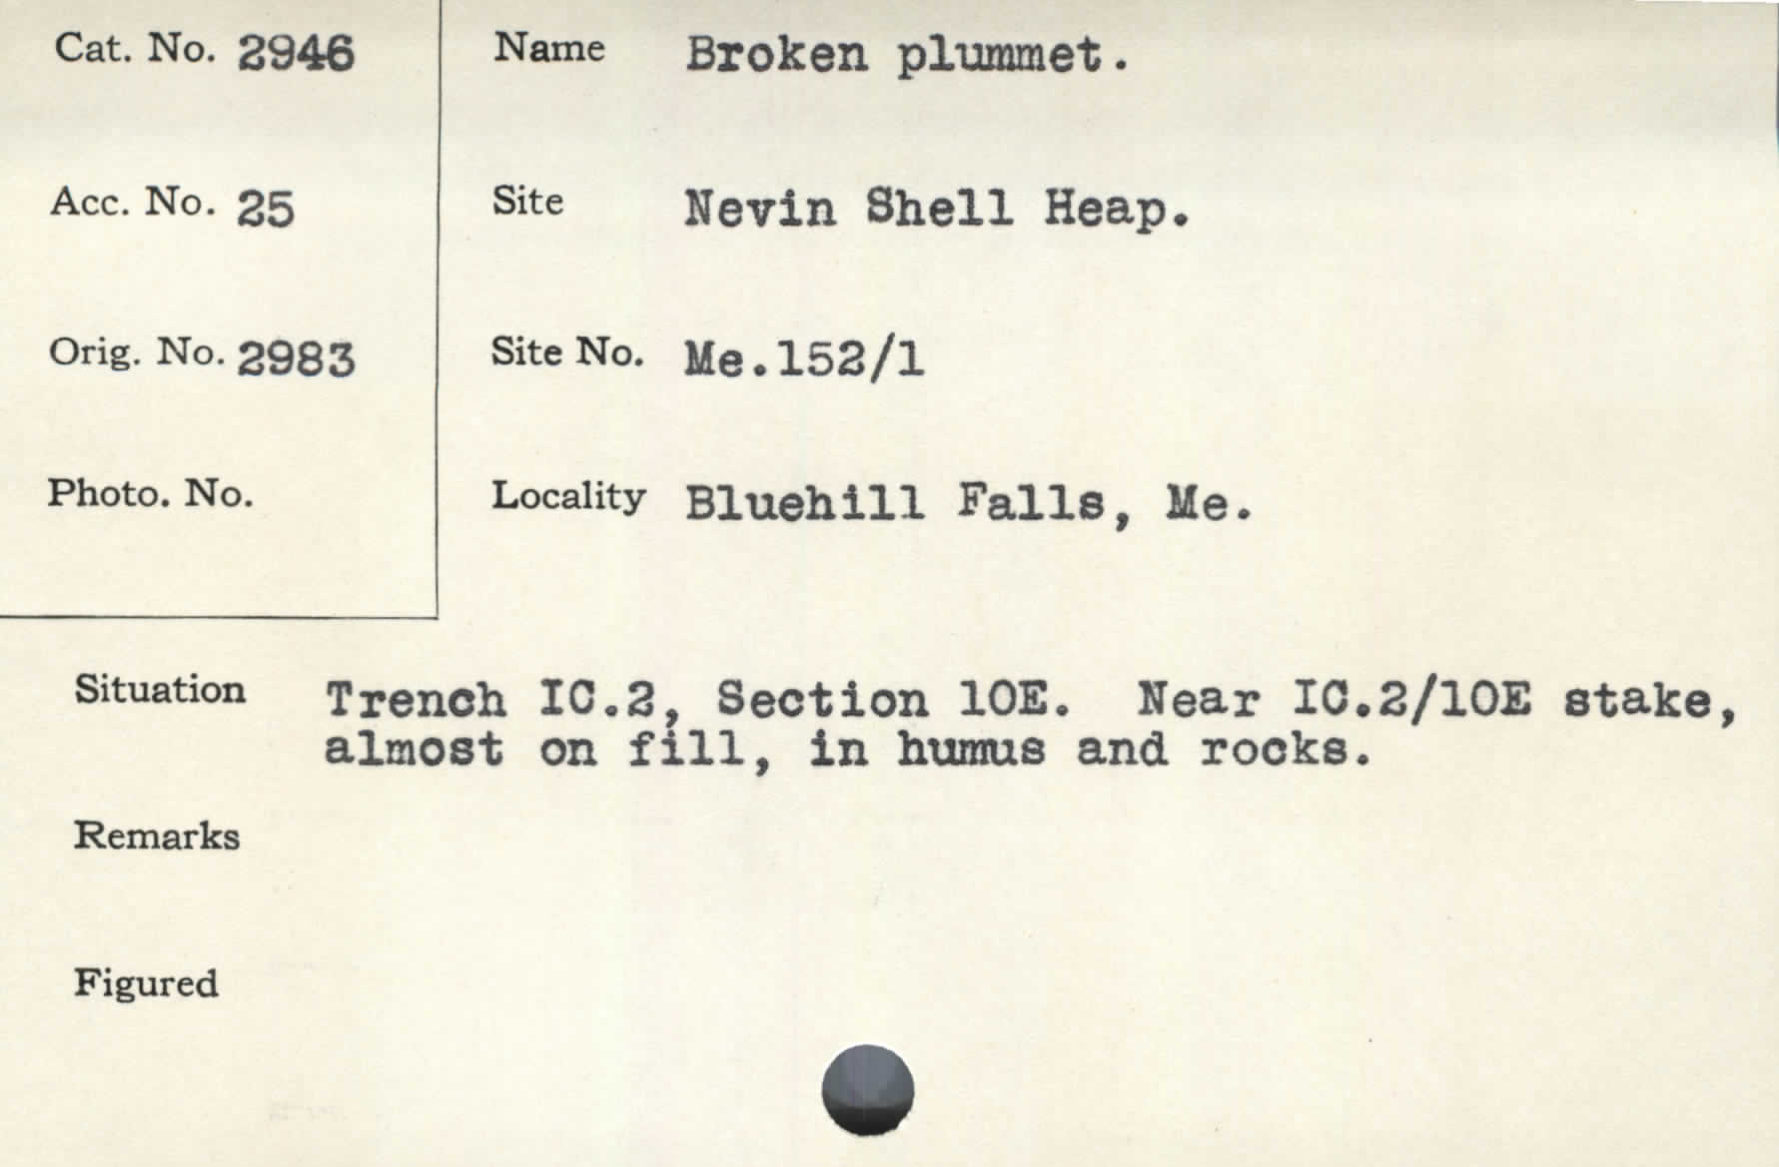 Cat. No. 2946
Name Broken plummet.
Acc. No. 25
Site Nevin Shell Heap.
Orig. No. 2983
Site No. Me.152/1
Photo. No.
Locality Bluehill Falls, Me.
Situation Trench IC.2, Section 10E. Near IC.2/10E stake,
almost on fill, in humus and rocks.
Remarks
Figured